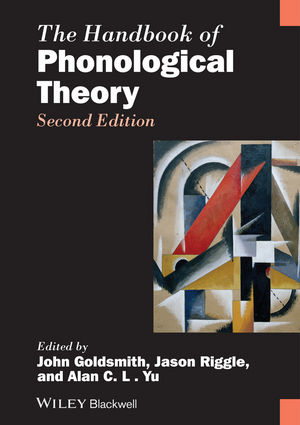 The Handbook of
Phonological
Theory
Second Edition
Edited by
John Goldsmith, Jason Riggle,
and Alan C. L . Yu
WILEY Blackwell